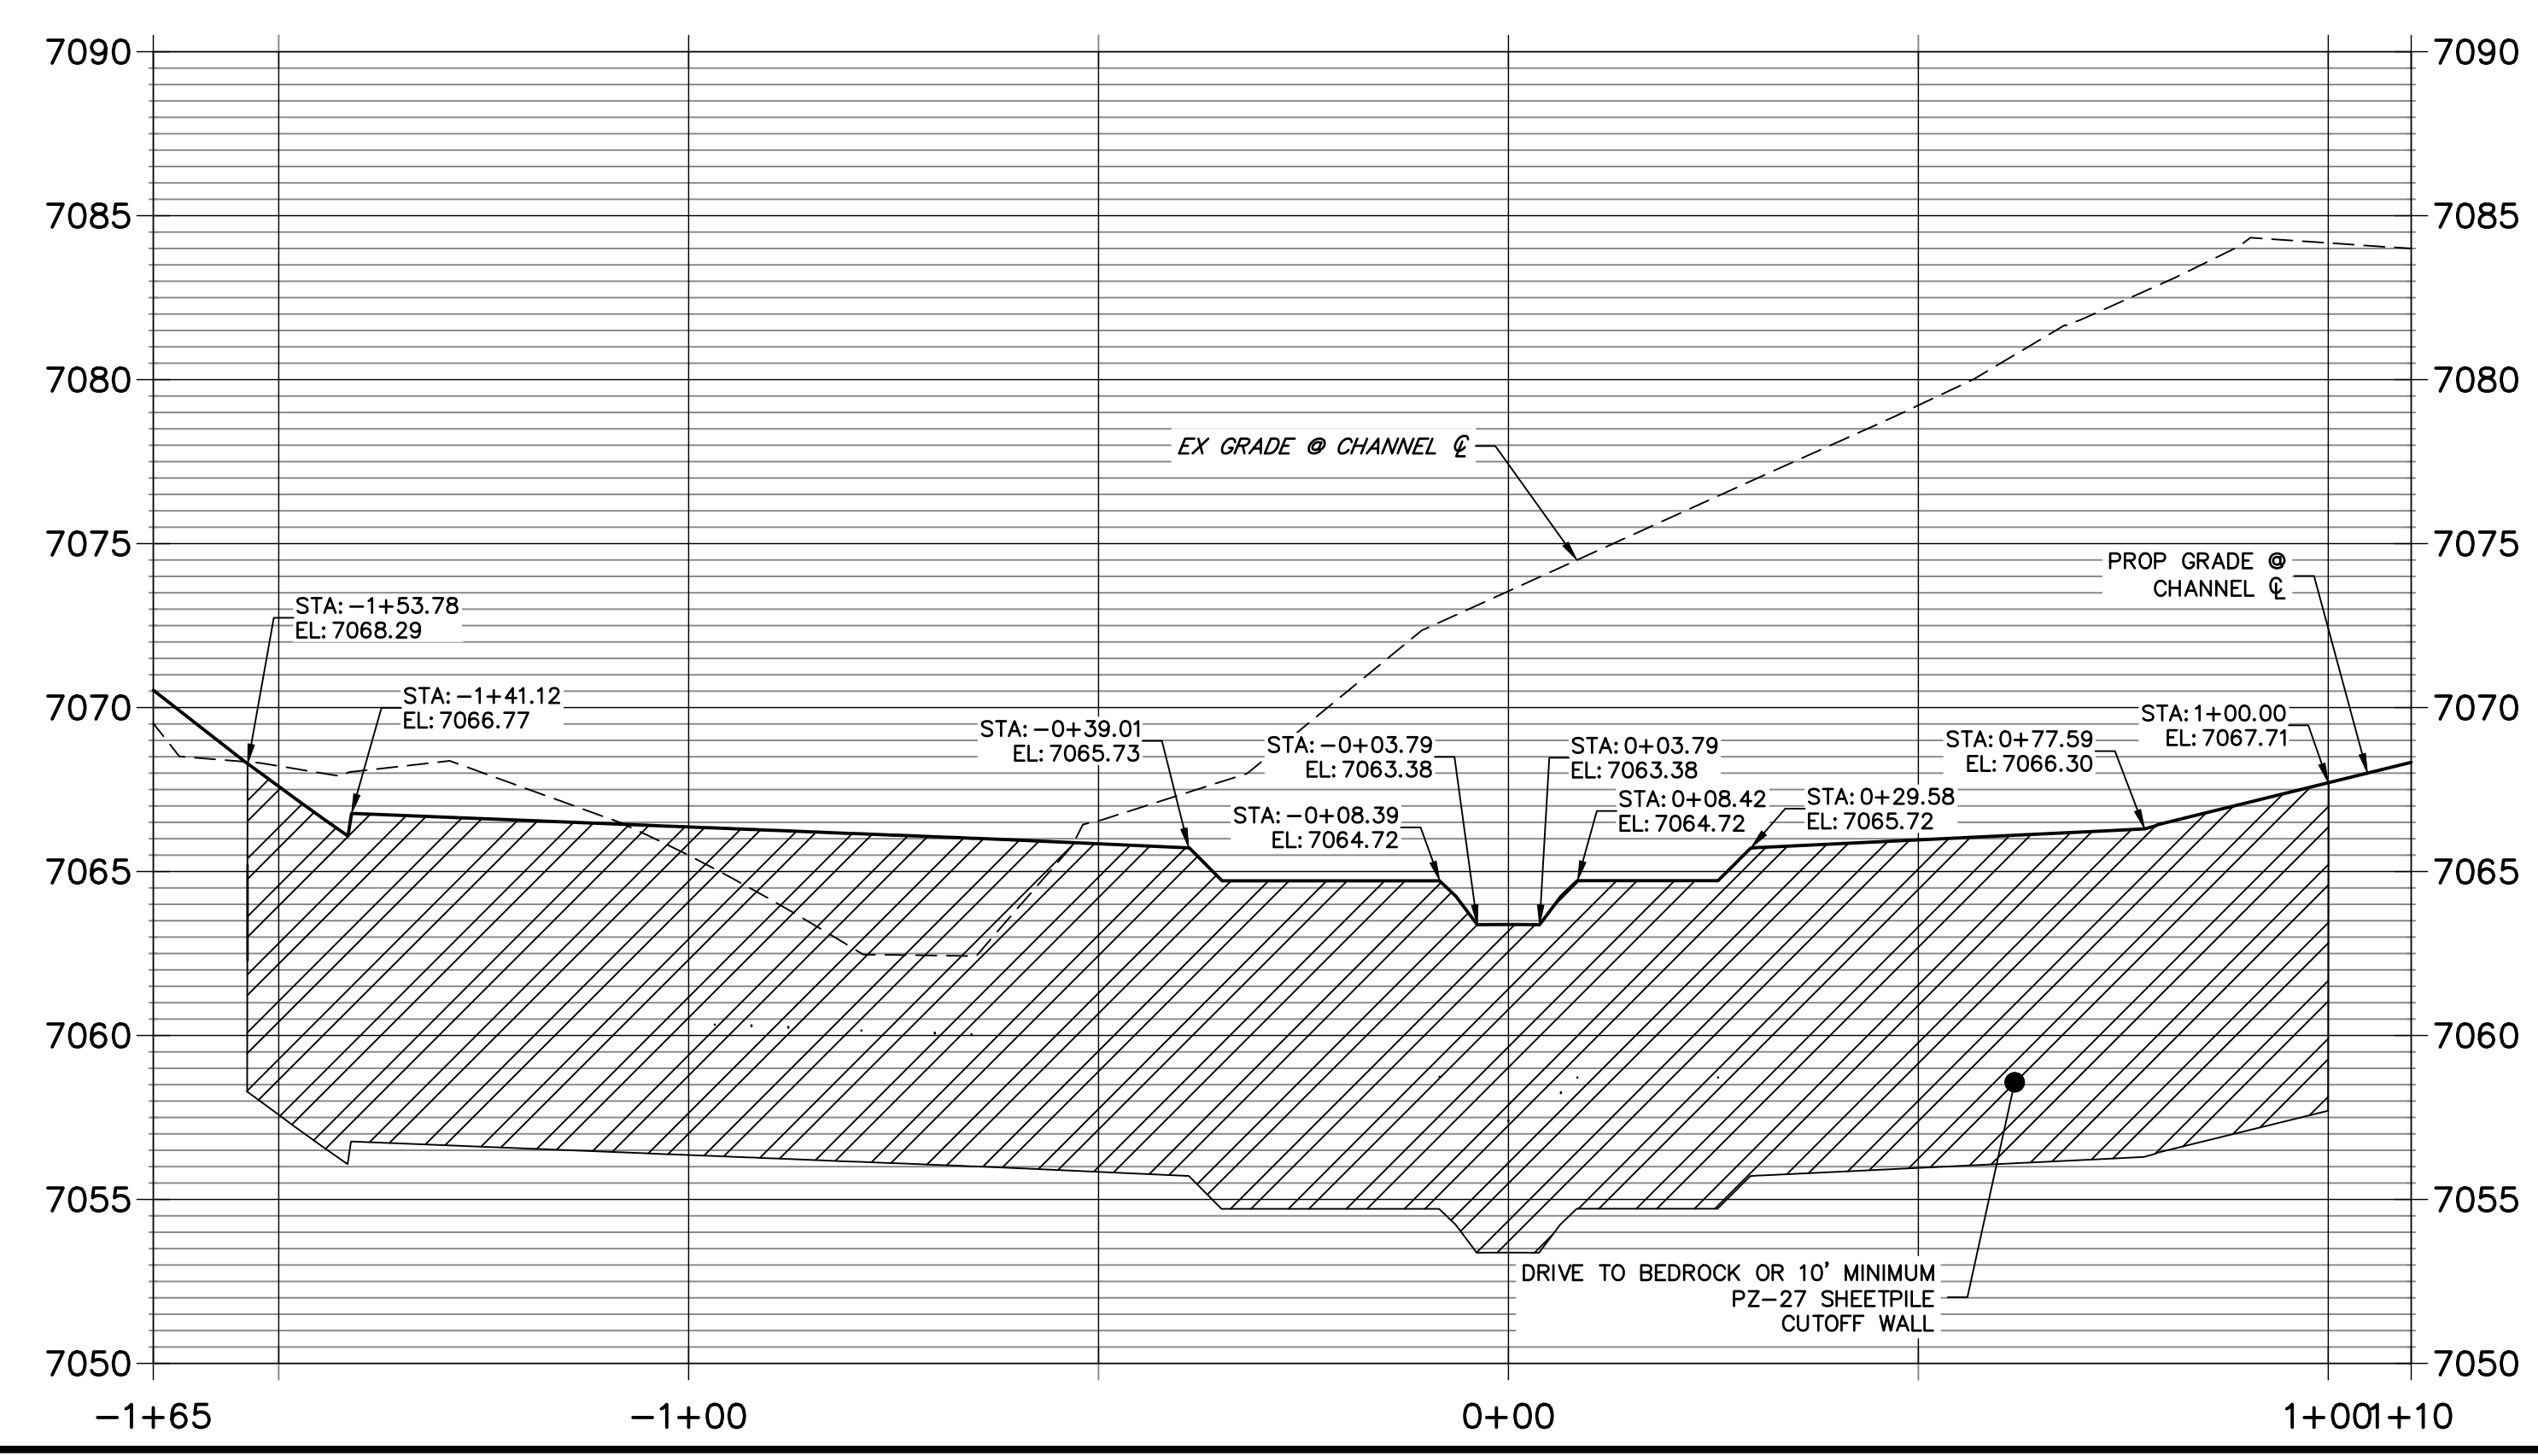 7090 7090
7085 7085
7080 7080
EX GRADE @ CHANNEL ℄
7075 7075
PROP GRADE @
CHANNEL ℄
STA: -1+53.78
EL: 7068.29
STA: -1+41.12
EL: 7066.77
7070 7070
STA: -0+39.01
EL: 7065.73
STA: -0+03.79
EL: 7063.38
STA: 0+03.79
EL: 7063.38
STA: 1+00.00
EL: 7067.71
STA: 0+77.59
EL: 7066.30
STA: -0+08.39
EL: 7064.72
STA: 0+08.42
EL: 7064.72
STA: 0+29.58
EL: 7065.72
7065 7065
7060 7060
7055 7055
DRIVE TO BEDROCK OR 10' MINIMUM
PZ-27 SHEETPILE
CUTOFF WALL
7050 7050
-1+65 -1+00 0+00 1+00 1+10